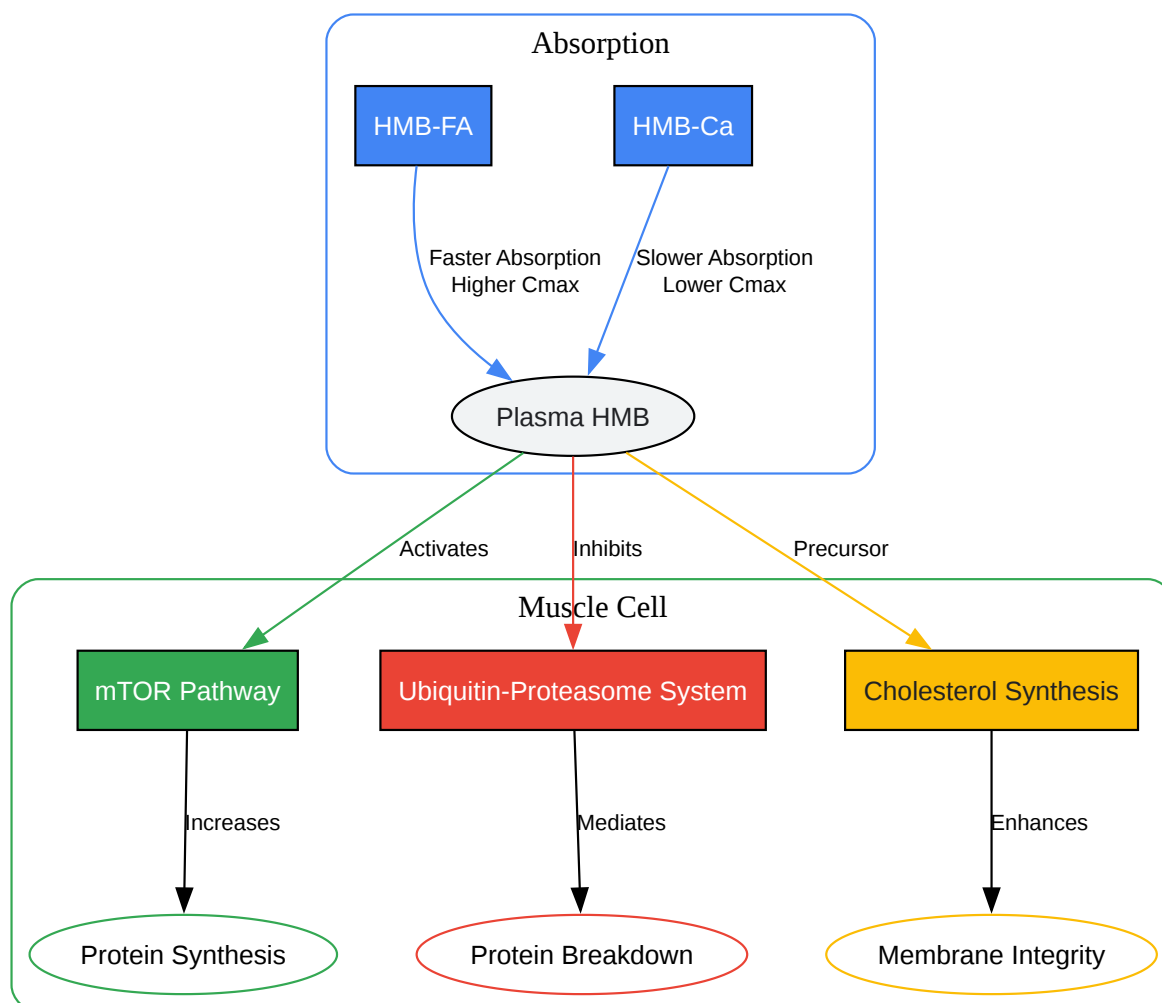 Absorption
HMB-FA
HMB-Ca
Faster Absorption
Higher Cmax
Slower Absorption
Lower Cmax
Plasma HMB
Activates
Inhibits
Precursor
Muscle Cell
mTOR Pathway
Ubiquitin-Proteasome System
Cholesterol Synthesis
Increases
Mediates
Enhances
Protein Synthesis
Protein Breakdown
Membrane Integrity